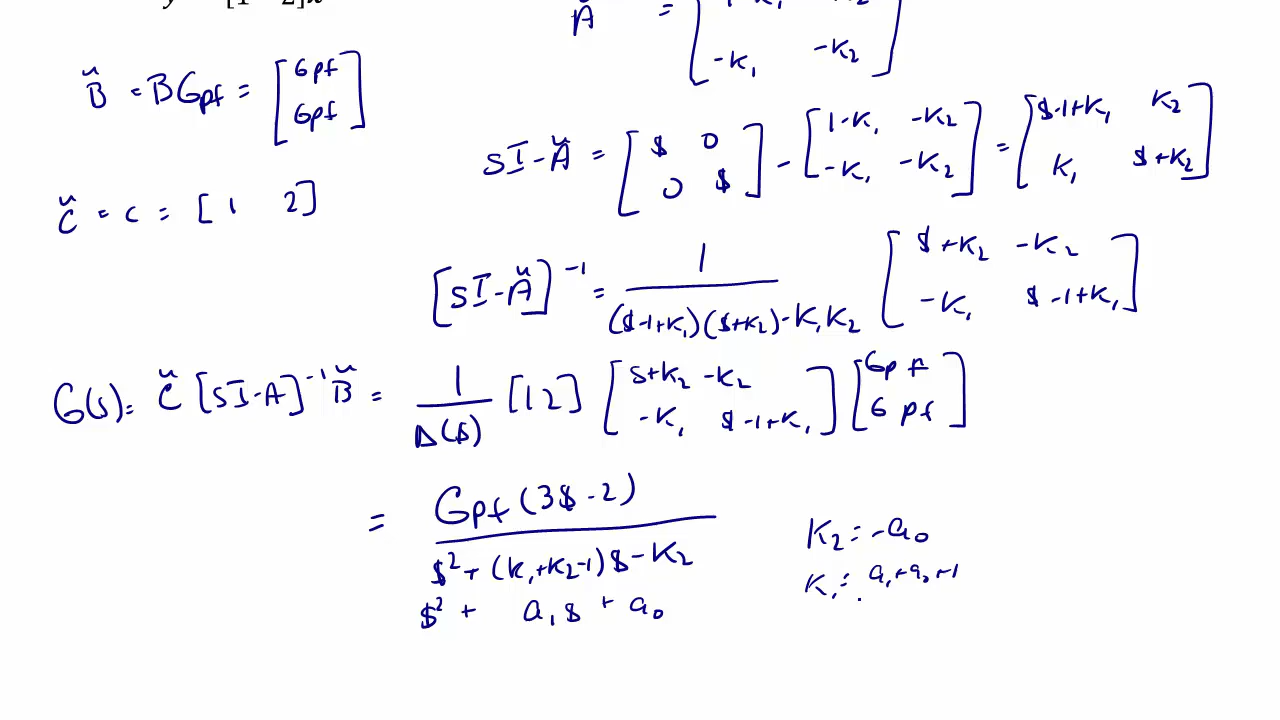 [1 2]
Ǎ = [ -K₁ -K₂ ]
B̌ = BGpf = [ Gpf
Gpf ]
SI-Ǎ = [ s 0
0 s ] - [ 1-K₁ -K₂
-K₁ -K₂ ] = [ s-1+K₁ K₂
K₁ s+K₂ ]
Č = C = [ 1 2 ]
[SI-Ǎ]⁻¹ = 1 / (s-1+K₁)(s+K₂)-K₁K₂ [ s+K₂ -K₂
-K₁ s-1+K₁ ]
G(s)= Č [SI-A]⁻¹ B̌ = 1 / Δ(s) [1 2] [ s+K₂ -K₂
-K₁ s-1+K₁ ] [ Gpf
Gpf ]
= Gpf (3s-2)
s² + (K₁+K₂-1)s - K₂
s² + a₁s + a₀
K₂ = -a₀
K₁ = a₁+a₀+1